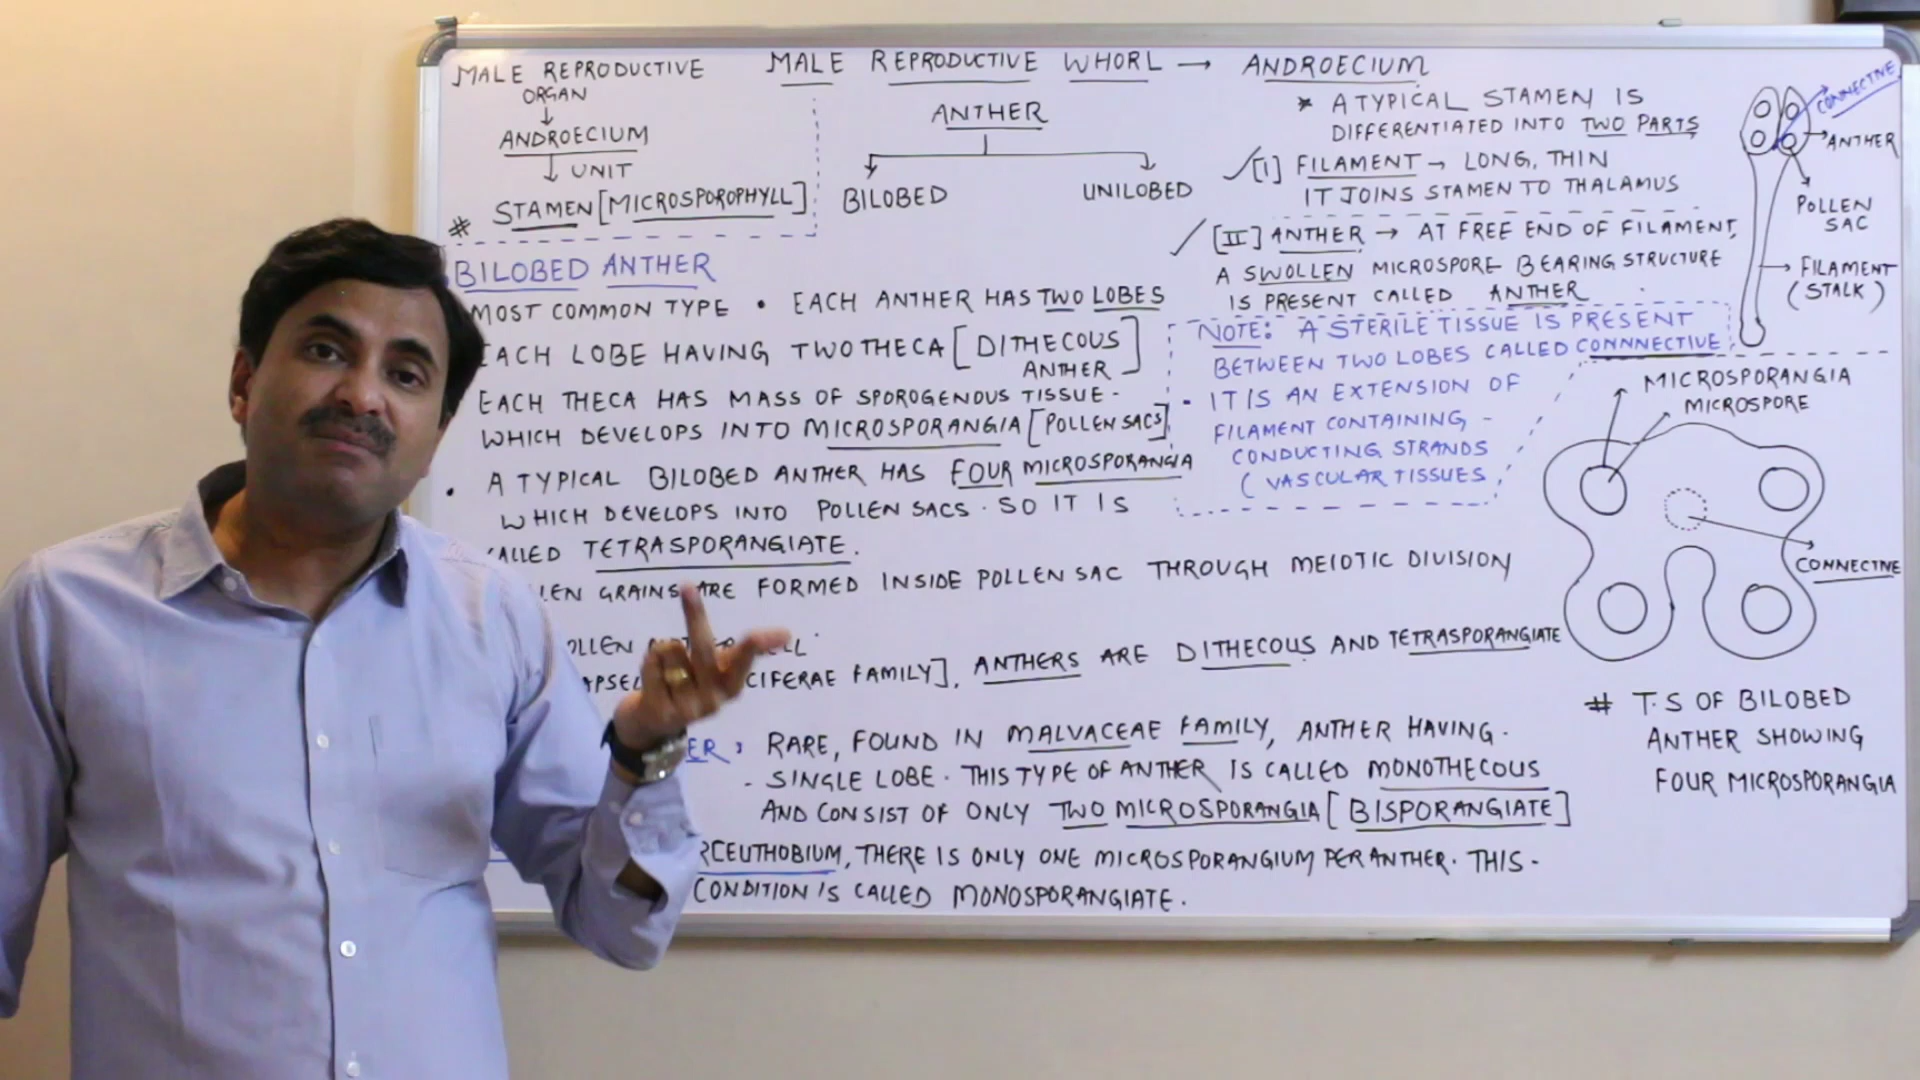 MALE REPRODUCTIVE
ORGAN
ANDROECIUM
UNIT
# STAMEN [MICROSPOROPHYLL]
MALE REPRODUCTIVE WHORL → ANDROECIUM
ANTHER
BILOBED
UNILOBED
* A TYPICAL STAMEN IS
DIFFERENTIATED INTO TWO PARTS
[I] FILAMENT → LONG, THIN
IT JOINS STAMEN TO THALAMUS
[II] ANTHER → AT FREE END OF FILAMENT,
A SWOLLEN MICROSPORE BEARING STRUCTURE
IS PRESENT CALLED ANTHER
CONNECTIVE
ANTHER
POLLEN
SAC
FILAMENT
(STALK)
BILOBED ANTHER
MOST COMMON TYPE • EACH ANTHER HAS TWO LOBES
EACH LOBE HAVING TWO THECA [DITHECOUS
ANTHER]
EACH THECA HAS MASS OF SPOROGENOUS TISSUE -
WHICH DEVELOPS INTO MICROSPORANGIA [POLLEN SACS]
• A TYPICAL BILOBED ANTHER HAS FOUR MICROSPORANGIA
WHICH DEVELOPS INTO POLLEN SACS. SO IT IS
CALLED TETRASPORANGIATE.
GRAINS ARE FORMED INSIDE POLLEN SAC THROUGH MEIOTIC DIVISION
FAMILY], ANTHERS ARE DITHECOUS AND TETRASPORANGIATE
: RARE, FOUND IN MALVACEAE FAMILY, ANTHER HAVING -
- SINGLE LOBE. THIS TYPE OF ANTHER IS CALLED MONOTHECOUS
AND CONSIST OF ONLY TWO MICROSPORANGIA [BISPORANGIATE]
RCEUTHOBIUM, THERE IS ONLY ONE MICROSPORANGIUM PER ANTHER. THIS -
CONDITION IS CALLED MONOSPORANGIATE.
NOTE: A STERILE TISSUE IS PRESENT
BETWEEN TWO LOBES CALLED CONNNECTIVE
• IT IS AN EXTENSION OF
FILAMENT CONTAINING -
CONDUCTING STRANDS
(VASCULAR TISSUES
MICROSPORANGIA
MICROSPORE
CONNECTIVE
# T.S OF BILOBED
ANTHER SHOWING
FOUR MICROSPORANGIA